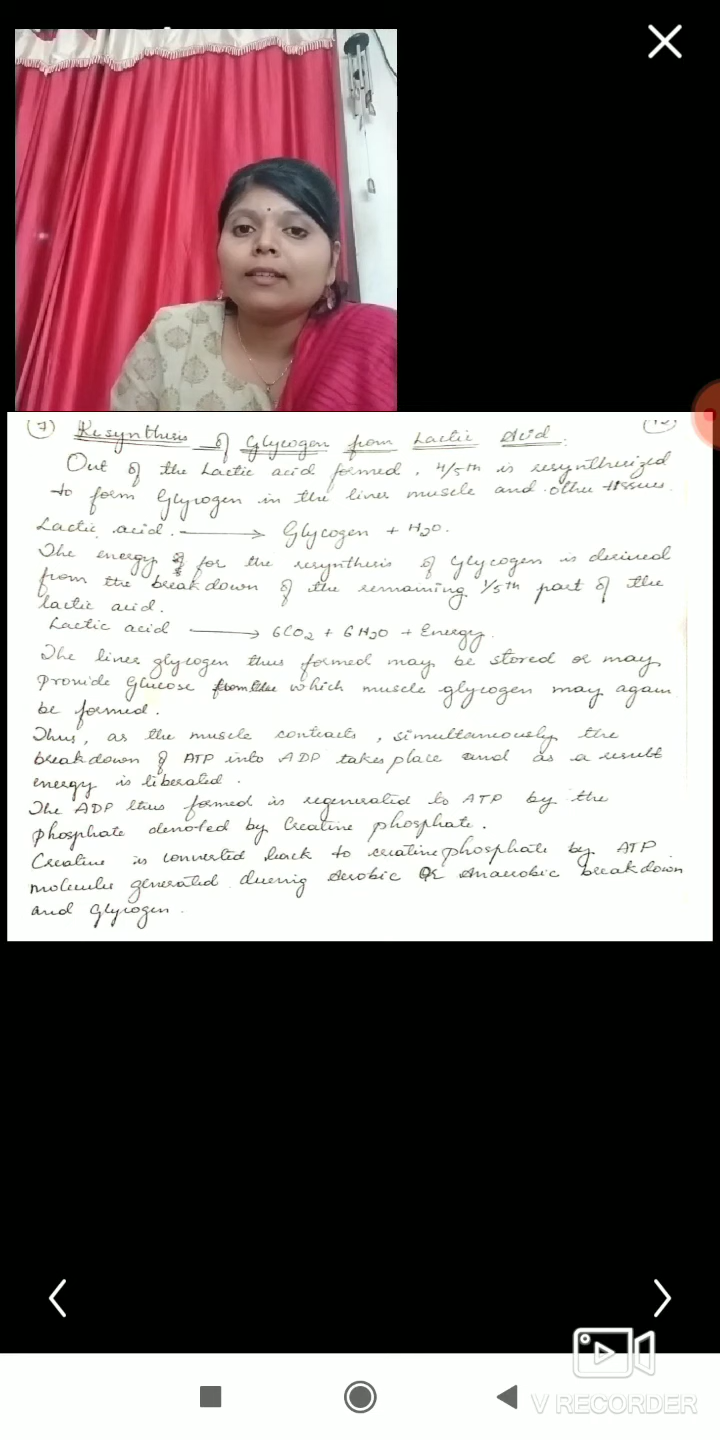 (7) Resynthesis of Glycogen from Lactic Acid:
Out of the Lactic acid formed, 4/5th is resynthesized
to form Glycogen in the liver muscle and other tissues.
Lactic acid. ⟶ Glycogen + H2O.
The energy for the resynthesis of Glycogen is derived
from the breakdown of the remaining 1/5th part of the
lactic acid.
Lactic acid ⟶ 6CO2 + 6H2O + Energy.
The liver glycogen thus formed may be stored or may
provide Glucose which muscle glycogen may again
be formed.
Thus, as the muscle contracts, simultaneously the
breakdown of ATP into ADP takes place and as a result
energy is liberated.
The ADP thus formed is regenerated to ATP by the
phosphate denoted by Creatine phosphate.
Creatine is converted back to creatine phosphate by ATP
molecule generated during Aerobic OR Anaerobic breakdown
and Glycogen.
V RECORDER